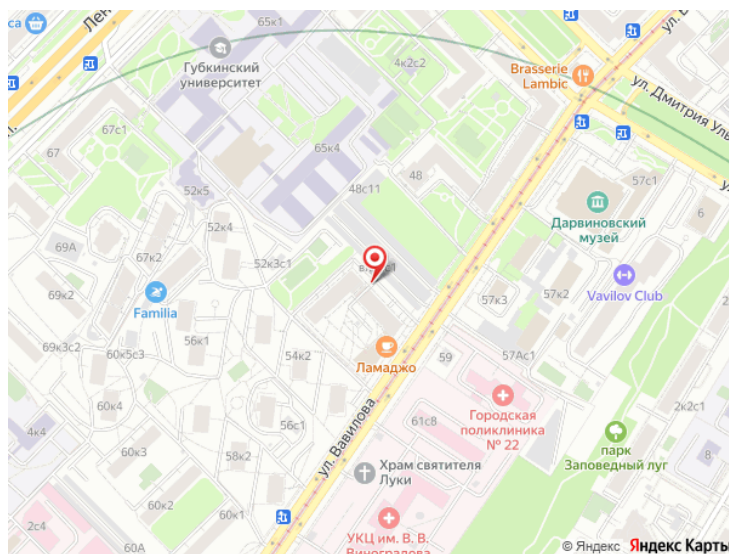 65к1
Губкинский
университет
4к2с2
Brasserie
Lambic
ул. Дмитрия Уль
67с1
67
65к4
57с1
48
48с11
6
52к5
Дарвиновский
музей
52к4
69А
67к2
52к3с1
57к2
57к3
Vavilov Club
69к2
Familia
69к3с2
60к5с3
56к1
54к2
Ламаджо
59
57Ас1
60к4
56с1
61с8
Городская
поликлиника
№ 22
2к2с1
4к4
ул. Вавилова
парк
Заповедный луг
8
58к2
Храм святителя
Луки
60к1
2с4
60А
УКЦ им. В. В.
Виноградова
© Яндекс Яндекс Карты